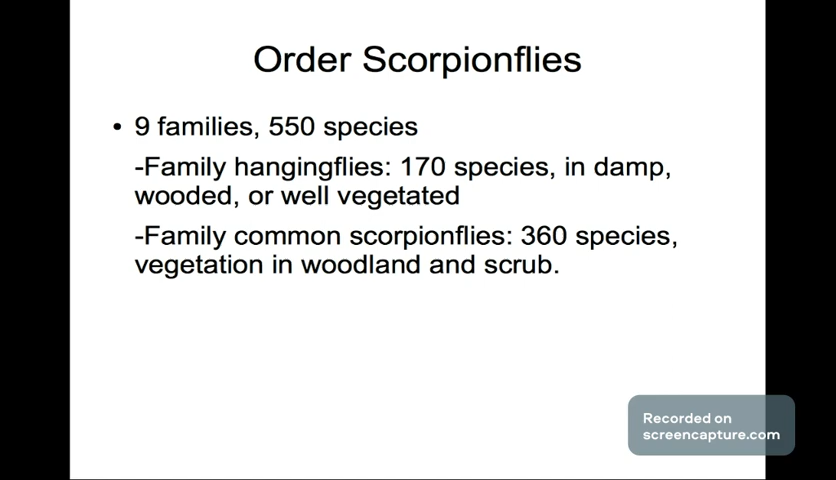 Order Scorpionflies
• 9 families, 550 species
-Family hangingflies: 170 species, in damp,
wooded, or well vegetated
-Family common scorpionflies: 360 species,
vegetation in woodland and scrub.
Recorded on
screencapture.com